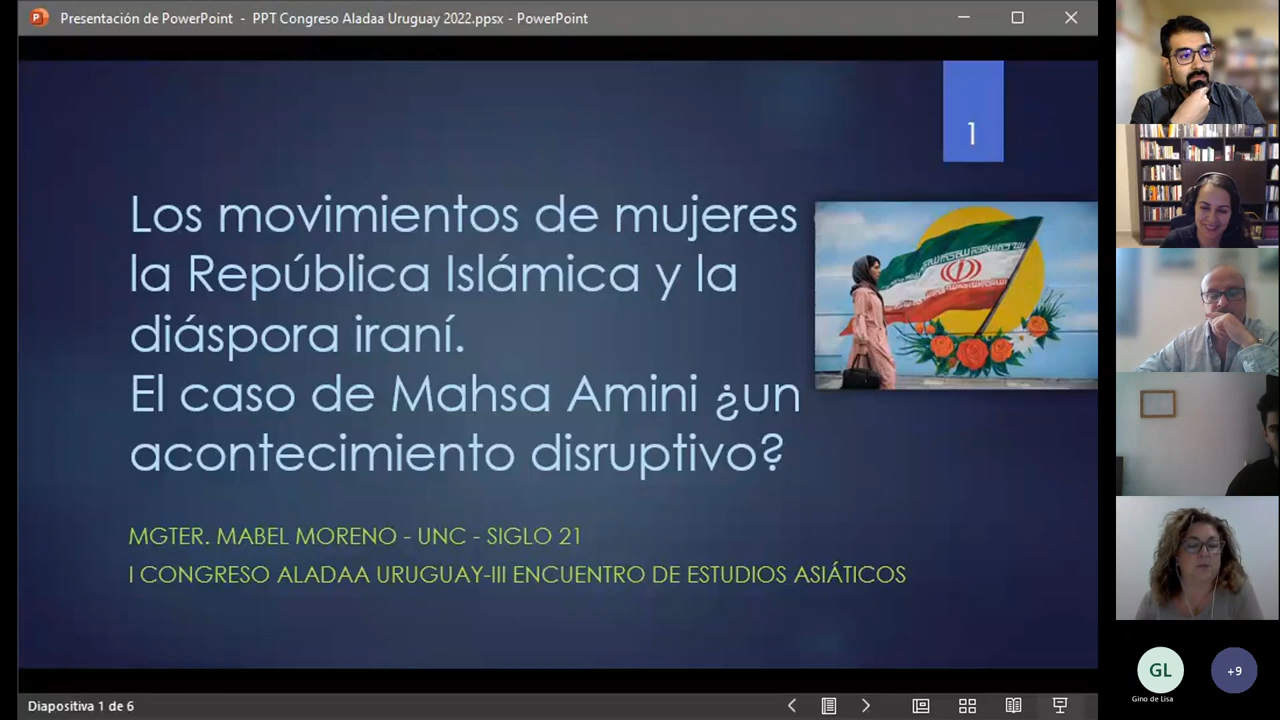 Presentación de PowerPoint - PPT Congreso Aladaa Uruguay 2022.ppsx - PowerPoint
1
Los movimientos de mujeres
la República Islámica y la
diáspora iraní.
El caso de Mahsa Amini ¿un
acontecimiento disruptivo?
MGTER. MABEL MORENO - UNC - SIGLO 21
I CONGRESO ALADAA URUGUAY-III ENCUENTRO DE ESTUDIOS ASIÁTICOS
GL
+9
Gino de Lisa
Diapositiva 1 de 6